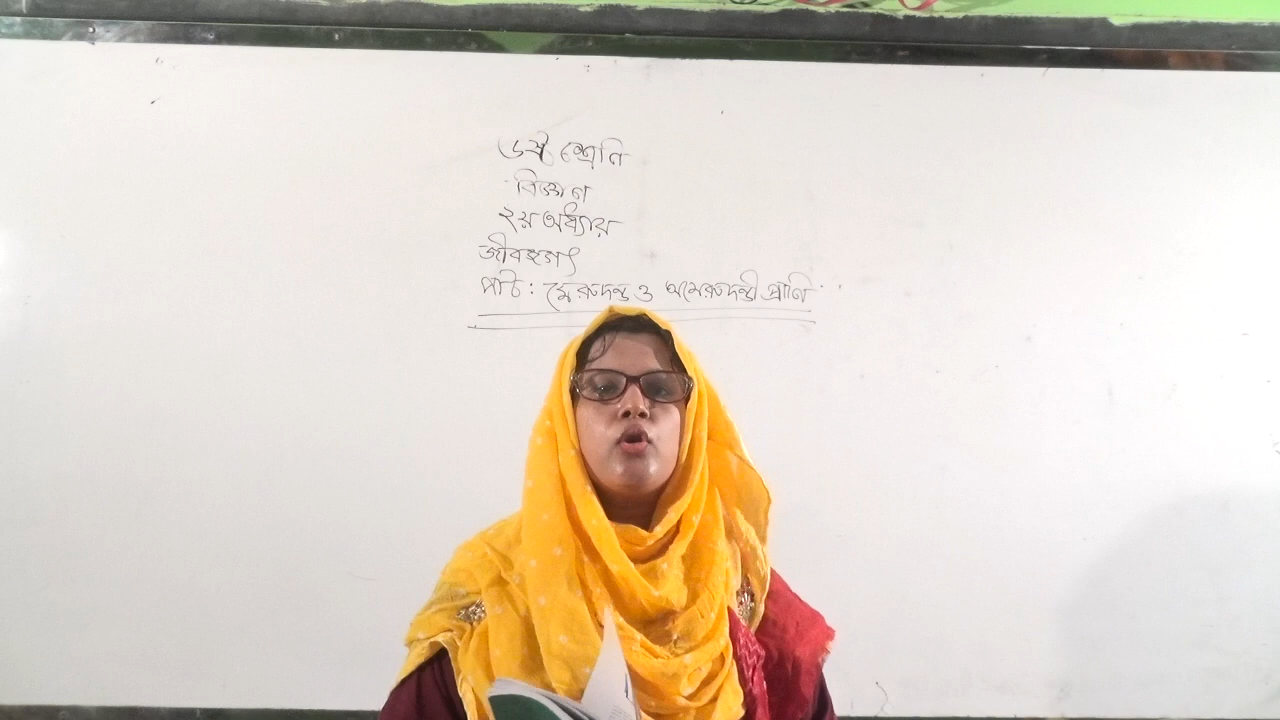 ৬ষ্ঠ শ্রেণি
বিজ্ঞান
২য় অধ্যায়
জীবজগৎ
পাঠ: মেরুদন্ড ও অমেরুদন্ডী প্রাণি